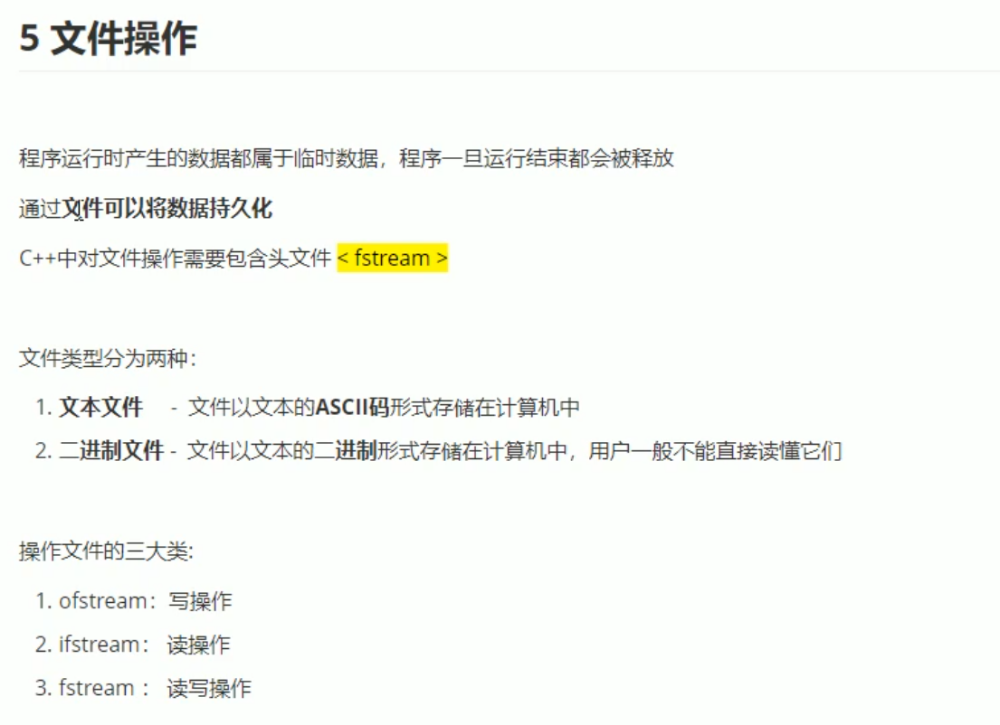 5 文件操作
程序运行时产生的数据都属于临时数据，程序一旦运行结束都会被释放
通过文件可以将数据持久化
C++中对文件操作需要包含头文件 < fstream >
文件类型分为两种：
1. 文本文件 - 文件以文本的ASCII码形式存储在计算机中
2. 二进制文件 - 文件以文本的二进制形式存储在计算机中，用户一般不能直接读懂它们
操作文件的三大类:
1. ofstream：写操作
2. ifstream： 读操作
3. fstream ： 读写操作